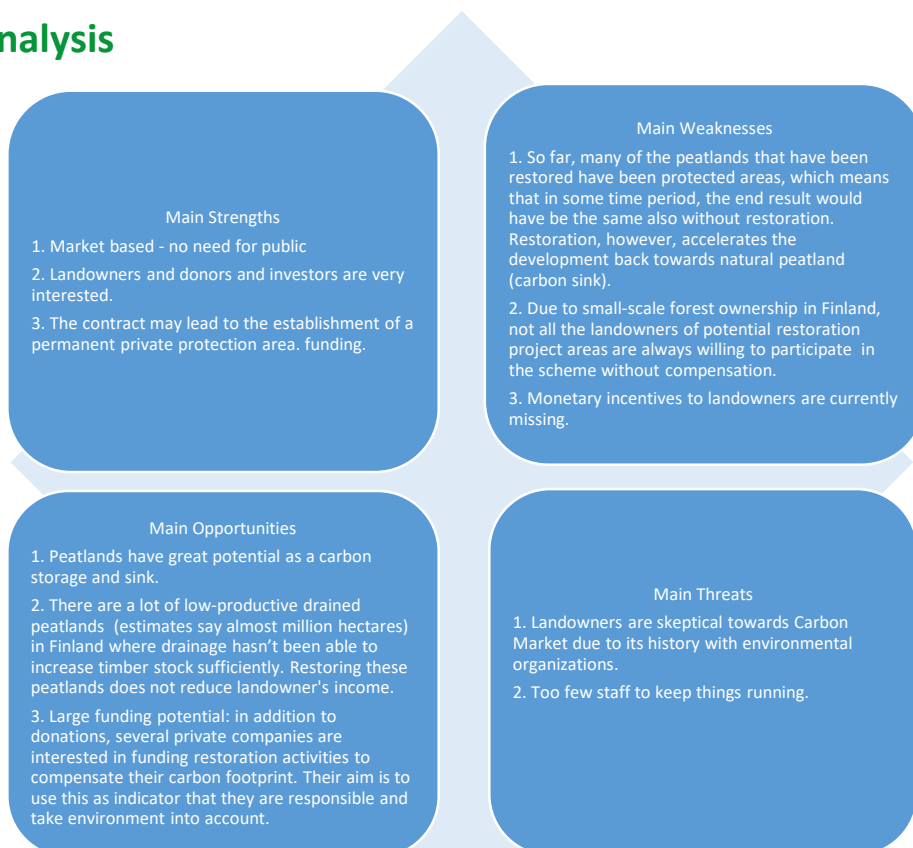 nalysis
Main Strengths
1. Market based - no need for public
2. Landowners and donors and investors are very
interested.
3. The contract may lead to the establishment of a
permanent private protection area. funding.
Main Weaknesses
1. So far, many of the peatlands that have been
restored have been protected areas, which means
that in some time period, the end result would
have be the same also without restoration.
Restoration, however, accelerates the
development back towards natural peatland
(carbon sink).
2. Due to small-scale forest ownership in Finland,
not all the landowners of potential restoration
project areas are always willing to participate in
the scheme without compensation.
3. Monetary incentives to landowners are currently
missing.
Main Opportunities
1. Peatlands have great potential as a carbon
storage and sink.
2. There are a lot of low-productive drained
peatlands (estimates say almost million hectares)
in Finland where drainage hasn't been able to
increase timber stock sufficiently. Restoring these
peatlands does not reduce landowner's income.
3. Large funding potential: in addition to
donations, several private companies are
interested in funding restoration activities to
compensate their carbon footprint. Their aim is to
use this as indicator that they are responsible and
take environment into account.
Main Threats
1. Landowners are skeptical towards Carbon
Market due to its history with environmental
organizations.
2. Too few staff to keep things running.